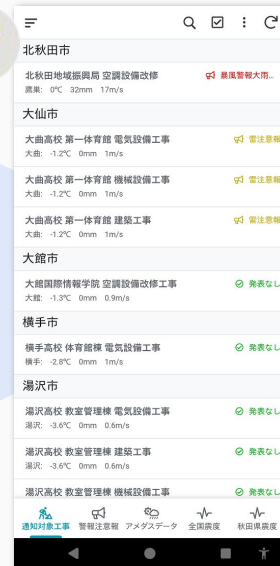 北秋田市
北秋田地域振興局 空調設備改修 暴風警報大雨…
鷹巣: 0℃ 32mm 17m/s
大仙市
大曲高校 第一体育館 電気設備工事 雷注意報
大曲: -1.2℃ 0mm 1m/s
大曲高校 第一体育館 機械設備工事 雷注意報
大曲: -1.2℃ 0mm 1m/s
大曲高校 第一体育館 建築工事 雷注意報
大曲: -1.2℃ 0mm 1m/s
大館市
大館国際情報学院 空調設備改修工事 発表なし
大館: -1.3℃ 0mm 0.9m/s
横手市
横手高校 体育館棟 電気設備工事 発表なし
横手: -2.8℃ 0mm 1m/s
湯沢市
湯沢高校 教室管理棟 電気設備工事 発表なし
湯沢: -3.6℃ 0mm 0.6m/s
湯沢高校 教室管理棟 建築工事 発表なし
湯沢: -3.6℃ 0mm 0.6m/s
湯沢高校 教室管理棟 機械設備工事 発表なし
通知対象工事 警報注意報 アメダスデータ 全国震度 秋田県震度